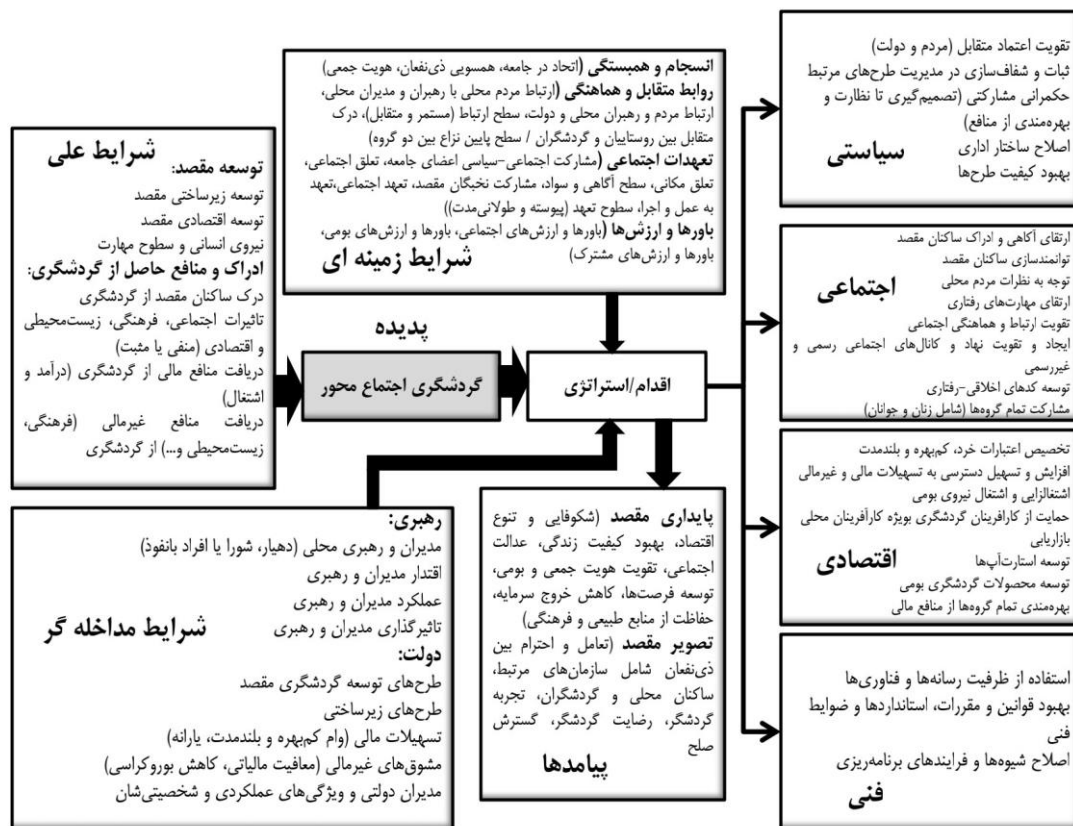 شرایط علی
توسعه مقصد:
توسعه زیرساختی مقصد
توسعه اقتصادی مقصد
نیروی انسانی و سطوح مهارت
ادراک و منافع حاصل از گردشگری:
درک ساکنان مقصد از گردشگری
تاثیرات اجتماعی، فرهنگی، زیست‌محیطی
و اقتصادی (منفی یا مثبت)
دریافت منافع مالی از گردشگری (درآمد و
اشتغال)
دریافت منافع غیرمالی (فرهنگی،
زیست‌محیطی و...) از گردشگری
انسجام و همبستگی (اتحاد در جامعه، همسویی ذی‌نفعان، هویت جمعی)
روابط متقابل و هماهنگی (ارتباط مردم محلی با رهبران و مدیران محلی،
ارتباط مردم و رهبران محلی و دولت، سطح ارتباط (مستمر و متقابل)، درک
متقابل بین روستاییان و گردشگران / سطح پایین نزاع بین دو گروه)
تعهدات اجتماعی (مشارکت اجتماعی-سیاسی اعضای جامعه، تعلق اجتماعی،
تعلق مکانی، سطح آگاهی و سواد، مشارکت نخبگان مقصد، تعهد اجتماعی،تعهد
به عمل و اجرا، سطوح تعهد (پیوسته و طولانی‌مدت))
باورها و ارزش‌ها (باورها و ارزش‌های اجتماعی، باورها و ارزش‌های بومی،
باورها و ارزش‌های مشترک)
شرایط زمینه ای
پدیده
گردشگری اجتماع محور
اقدام/استراتژی
رهبری:
مدیران و رهبری محلی (دهیار، شورا یا افراد بانفوذ)
اقتدار مدیران و رهبری
عملکرد مدیران و رهبری
تاثیرگذاری مدیران و رهبری
شرایط مداخله گر
دولت:
طرح‌های توسعه گردشگری مقصد
طرح‌های زیرساختی
تسهیلات مالی (وام کم‌بهره و بلندمدت، یارانه)
مشوق‌های غیرمالی (معافیت مالیاتی، کاهش بوروکراسی)
مدیران دولتی و ویژگی‌های عملکردی و شخصیتی‌شان
پایداری مقصد (شکوفایی و تنوع
اقتصاد، بهبود کیفیت زندگی، عدالت
اجتماعی، تقویت هویت جمعی و بومی،
توسعه فرصت‌ها، کاهش خروج سرمایه،
حفاظت از منابع طبیعی و فرهنگی)
تصویر مقصد (تعامل و احترام بین
ذی‌نفعان شامل سازمان‌های مرتبط،
ساکنان محلی و گردشگران، تجربه
گردشگر، رضایت گردشگر، گسترش
صلح
پیامدها
تقویت اعتماد متقابل (مردم و دولت)
ثبات و شفاف‌سازی در مدیریت طرح‌های مرتبط
حکمرانی مشارکتی (تصمیم‌گیری تا نظارت و
بهره‌مندی از منافع)
اصلاح ساختار اداری
بهبود کیفیت طرح‌ها
سیاستی
ارتقای آگاهی و ادراک ساکنان مقصد
توانمندسازی ساکنان مقصد
توجه به نظرات مردم محلی
ارتقای مهارت‌های رفتاری
تقویت ارتباط و هماهنگی اجتماعی
ایجاد و تقویت نهاد و کانال‌های اجتماعی رسمی و
غیررسمی
توسعه کدهای اخلاقی-رفتاری
مشارکت تمام گروه‌ها (شامل زنان و جوانان)
اجتماعی
تخصیص اعتبارات خرد، کم‌بهره و بلندمدت
افزایش و تسهیل دسترسی به تسهیلات مالی و غیرمالی
اشتغالزایی و اشتغال نیروی بومی
حمایت از کارافرینان گردشگری بویژه کارآفرینان محلی
بازاریابی
توسعه استارت‌آپ‌ها
توسعه محصولات گردشگری بومی
بهره‌مندی تمام گروه‌ها از منافع مالی
اقتصادی
استفاده از ظرفیت رسانه‌ها و فناوری‌ها
بهبود قوانین و مقررات، استانداردها و ضوابط
فنی
اصلاح شیوه‌ها و فرایندهای برنامه‌ریزی
فنی